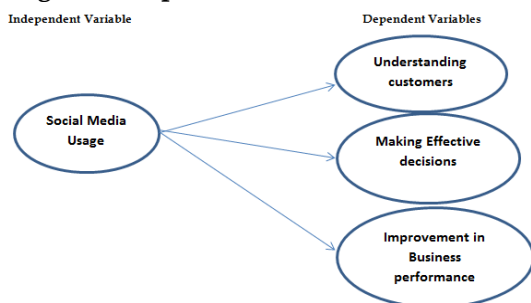 Independent Variable
Dependent Variables
Understanding
customers
Social Media
Usage
Making Effective
decisions
Improvement in
Business
performance